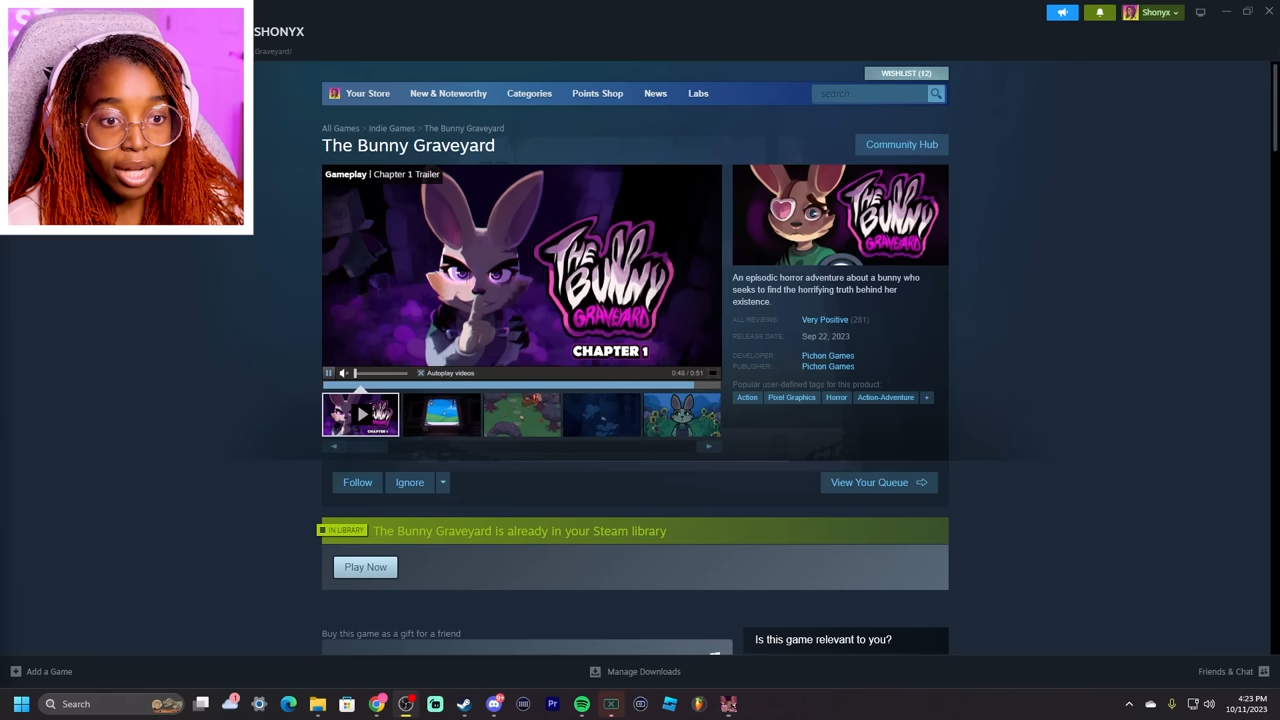 SHONYX
Graveyard/
Shonyx
WISHLIST (12)
Your Store
New & Noteworthy
Categories
Points Shop
News
Labs
search
All Games > Indie Games > The Bunny Graveyard
The Bunny Graveyard
Community Hub
Gameplay | Chapter 1 Trailer
THE BUNNY GRAVEYARD
CHAPTER 1
Autoplay videos
0:48 / 0:51
THE BUNNY GRAVEYARD
An episodic horror adventure about a bunny who
seeks to find the horrifying truth behind her
existence.
ALL REVIEWS: Very Positive (281)
RELEASE DATE: Sep 22, 2023
DEVELOPER: Pichon Games
PUBLISHER: Pichon Games
Popular user-defined tags for this product:
Action Pixel Graphics Horror Action-Adventure +
Follow
Ignore
View Your Queue
IN LIBRARY
The Bunny Graveyard is already in your Steam library
Play Now
Buy this game as a gift for a friend
Is this game relevant to you?
Add a Game
Manage Downloads
Friends & Chat
Search
4:23 PM
10/11/2023